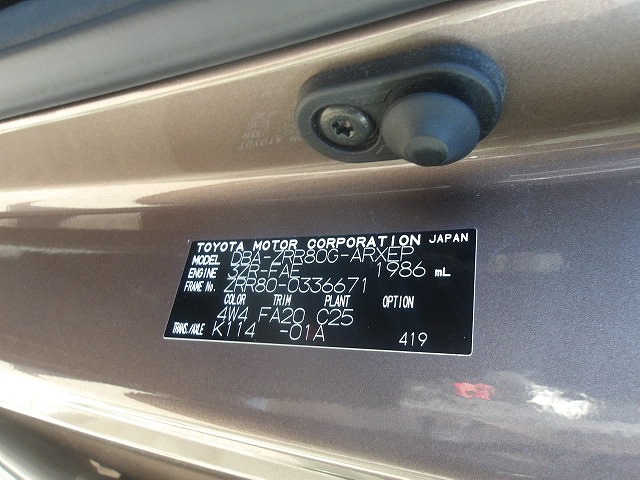 TOYOTA MOTOR CORPORATION JAPAN
MODEL DBA-ZRR80G-ARXEP
ENGINE 3ZR-FAE 1986 mL
FRAME No. ZRR80-0336671
COLOR TRIM PLANT OPTION
4W4 FA20 C25
TRANS./AXLE K114 -01A 419